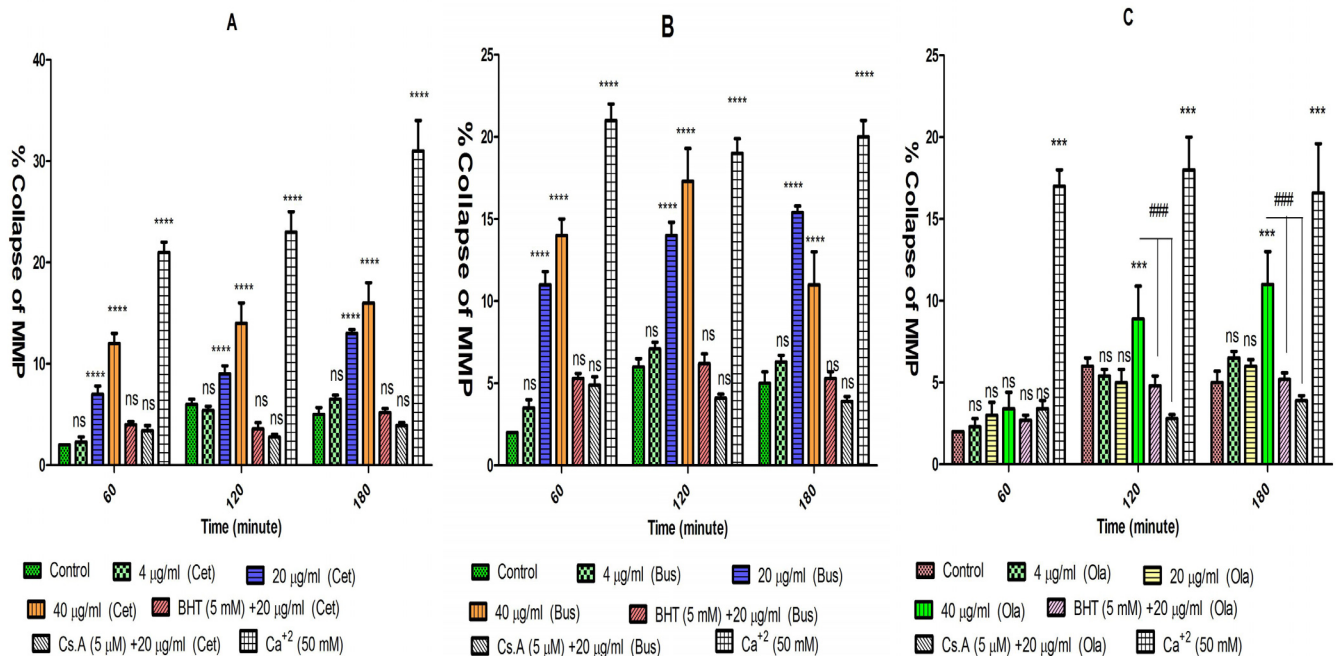 A
% Collapse of MMP
40
30
20
10
0
ns
****
****
ns
ns
****
ns
****
****
ns
ns
****
ns
****
****
ns
ns
****
60
120
180
Time (minute)
Control
4 µg/ml (Cet)
20 µg/ml (Cet)
40 µg/ml (Cet)
BHT (5 mM) +20 µg/ml (Cet)
Cs.A (5 µM) +20 µg/ml (Cet)
Ca+2 (50 mM)
B
% Collapse of MMP
25
20
15
10
5
0
ns
****
****
ns
ns
****
ns
****
****
ns
ns
****
ns
****
****
ns
ns
****
60
120
180
Time (minute)
Control
4 µg/ml (Bus)
20 µg/ml (Bus)
40 µg/ml (Bus)
BHT (5 mM) +20 µg/ml (Bus)
Cs.A (5 µM) +20 µg/ml (Bus)
Ca+2 (50 mM)
C
% Collapse of MMP
25
20
15
10
5
0
ns
ns
ns
ns
ns
***
ns
ns
***
###
***
ns
ns
***
###
***
60
120
180
Time (minute)
Control
4 µg/ml (Ola)
20 µg/ml (Ola)
40 µg/ml (Ola)
BHT (5 mM) +20 µg/ml (Ola)
Cs.A (5 µM) +20 µg/ml (Ola)
Ca+2 (50 mM)